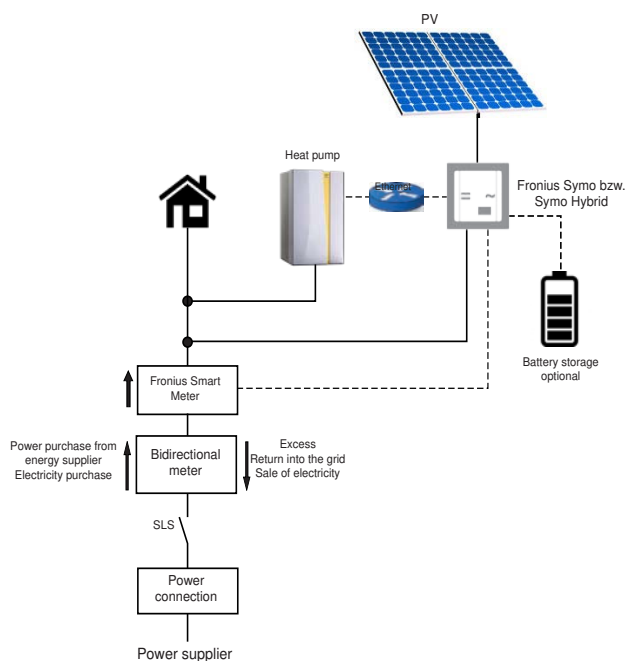 PV
Heat pump
Ethernet
Fronius Symo bzw.
Symo Hybrid
Battery storage
optional
Fronius Smart
Meter
Power purchase from
energy supplier
Electricity purchase
Bidirectional
meter
Excess
Return into the grid
Sale of electricity
SLS
Power
connection
Power supplier